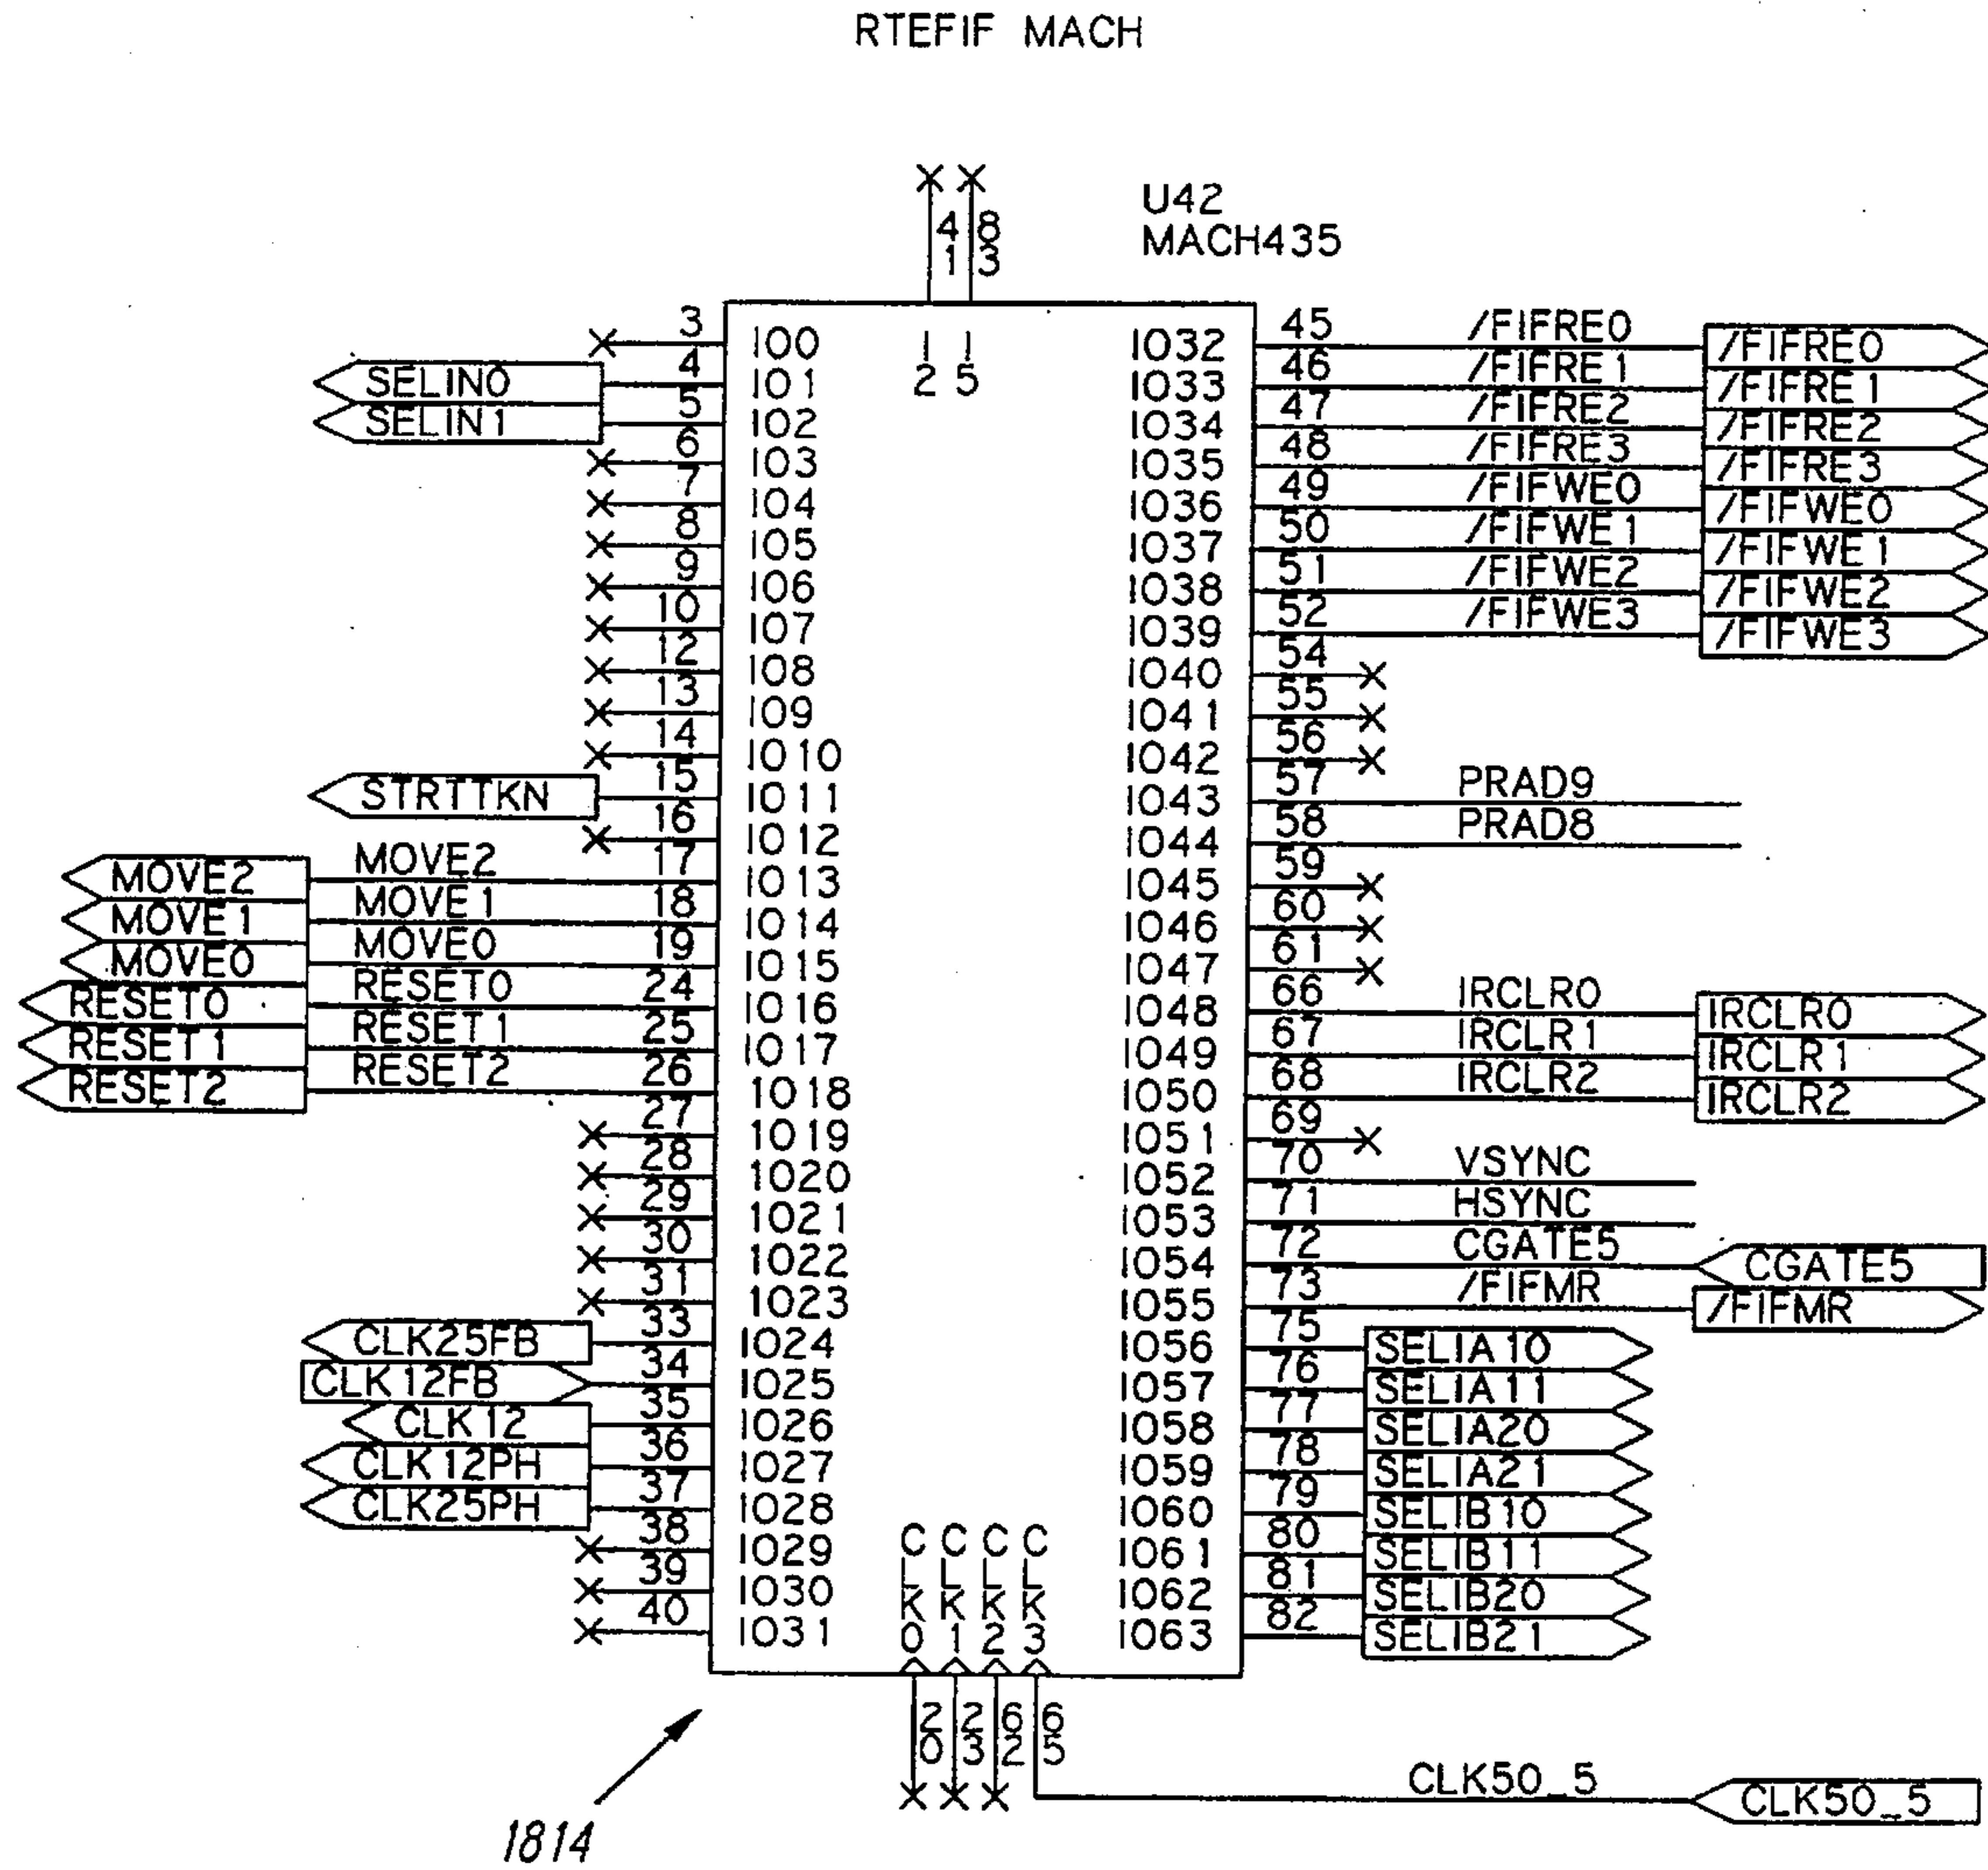 RTEFIF MACH
U42
MACH435
41 83
I2 I5
3 IO0
SELIN0 4 IO1
SELIN1 5 IO2
6 IO3
7 IO4
8 IO5
9 IO6
10 IO7
12 IO8
13 IO9
14 IO10
STRTTKN 15 IO11
16 IO12
MOVE2 MOVE2 17 IO13
MOVE1 MOVE1 18 IO14
MOVE0 MOVE0 19 IO15
RESET0 RESET0 24 IO16
RESET1 RESET1 25 IO17
RESET2 RESET2 26 IO18
27 IO19
28 IO20
29 IO21
30 IO22
31 IO23
CLK25FB 33 IO24
CLK12FB 34 IO25
CLK12 35 IO26
CLK12PH 36 IO27
CLK25PH 37 IO28
38 IO29
39 IO30
40 IO31
IO32 45 /FIFRE0 /FIFRE0
IO33 46 /FIFRE1 /FIFRE1
IO34 47 /FIFRE2 /FIFRE2
IO35 48 /FIFRE3 /FIFRE3
IO36 49 /FIFWE0 /FIFWE0
IO37 50 /FIFWE1 /FIFWE1
IO38 51 /FIFWE2 /FIFWE2
IO39 52 /FIFWE3 /FIFWE3
IO40 54
IO41 55
IO42 56
IO43 57 PRAD9
IO44 58 PRAD8
IO45 59
IO46 60
IO47 61
IO48 66 IRCLR0 IRCLR0
IO49 67 IRCLR1 IRCLR1
IO50 68 IRCLR2 IRCLR2
IO51 69
IO52 70 VSYNC
IO53 71 HSYNC
IO54 72 CGATE5 CGATE5
IO55 73 /FIFMR /FIFMR
IO56 75 SELIA10
IO57 76 SELIA11
IO58 77 SELIA20
IO59 78 SELIA21
IO60 79 SELIB10
IO61 80 SELIB11
IO62 81 SELIB20
IO63 82 SELIB21
CLK0 CLK1 CLK2 CLK3
20 23 62 65
CLK50_5 CLK50_5
1814